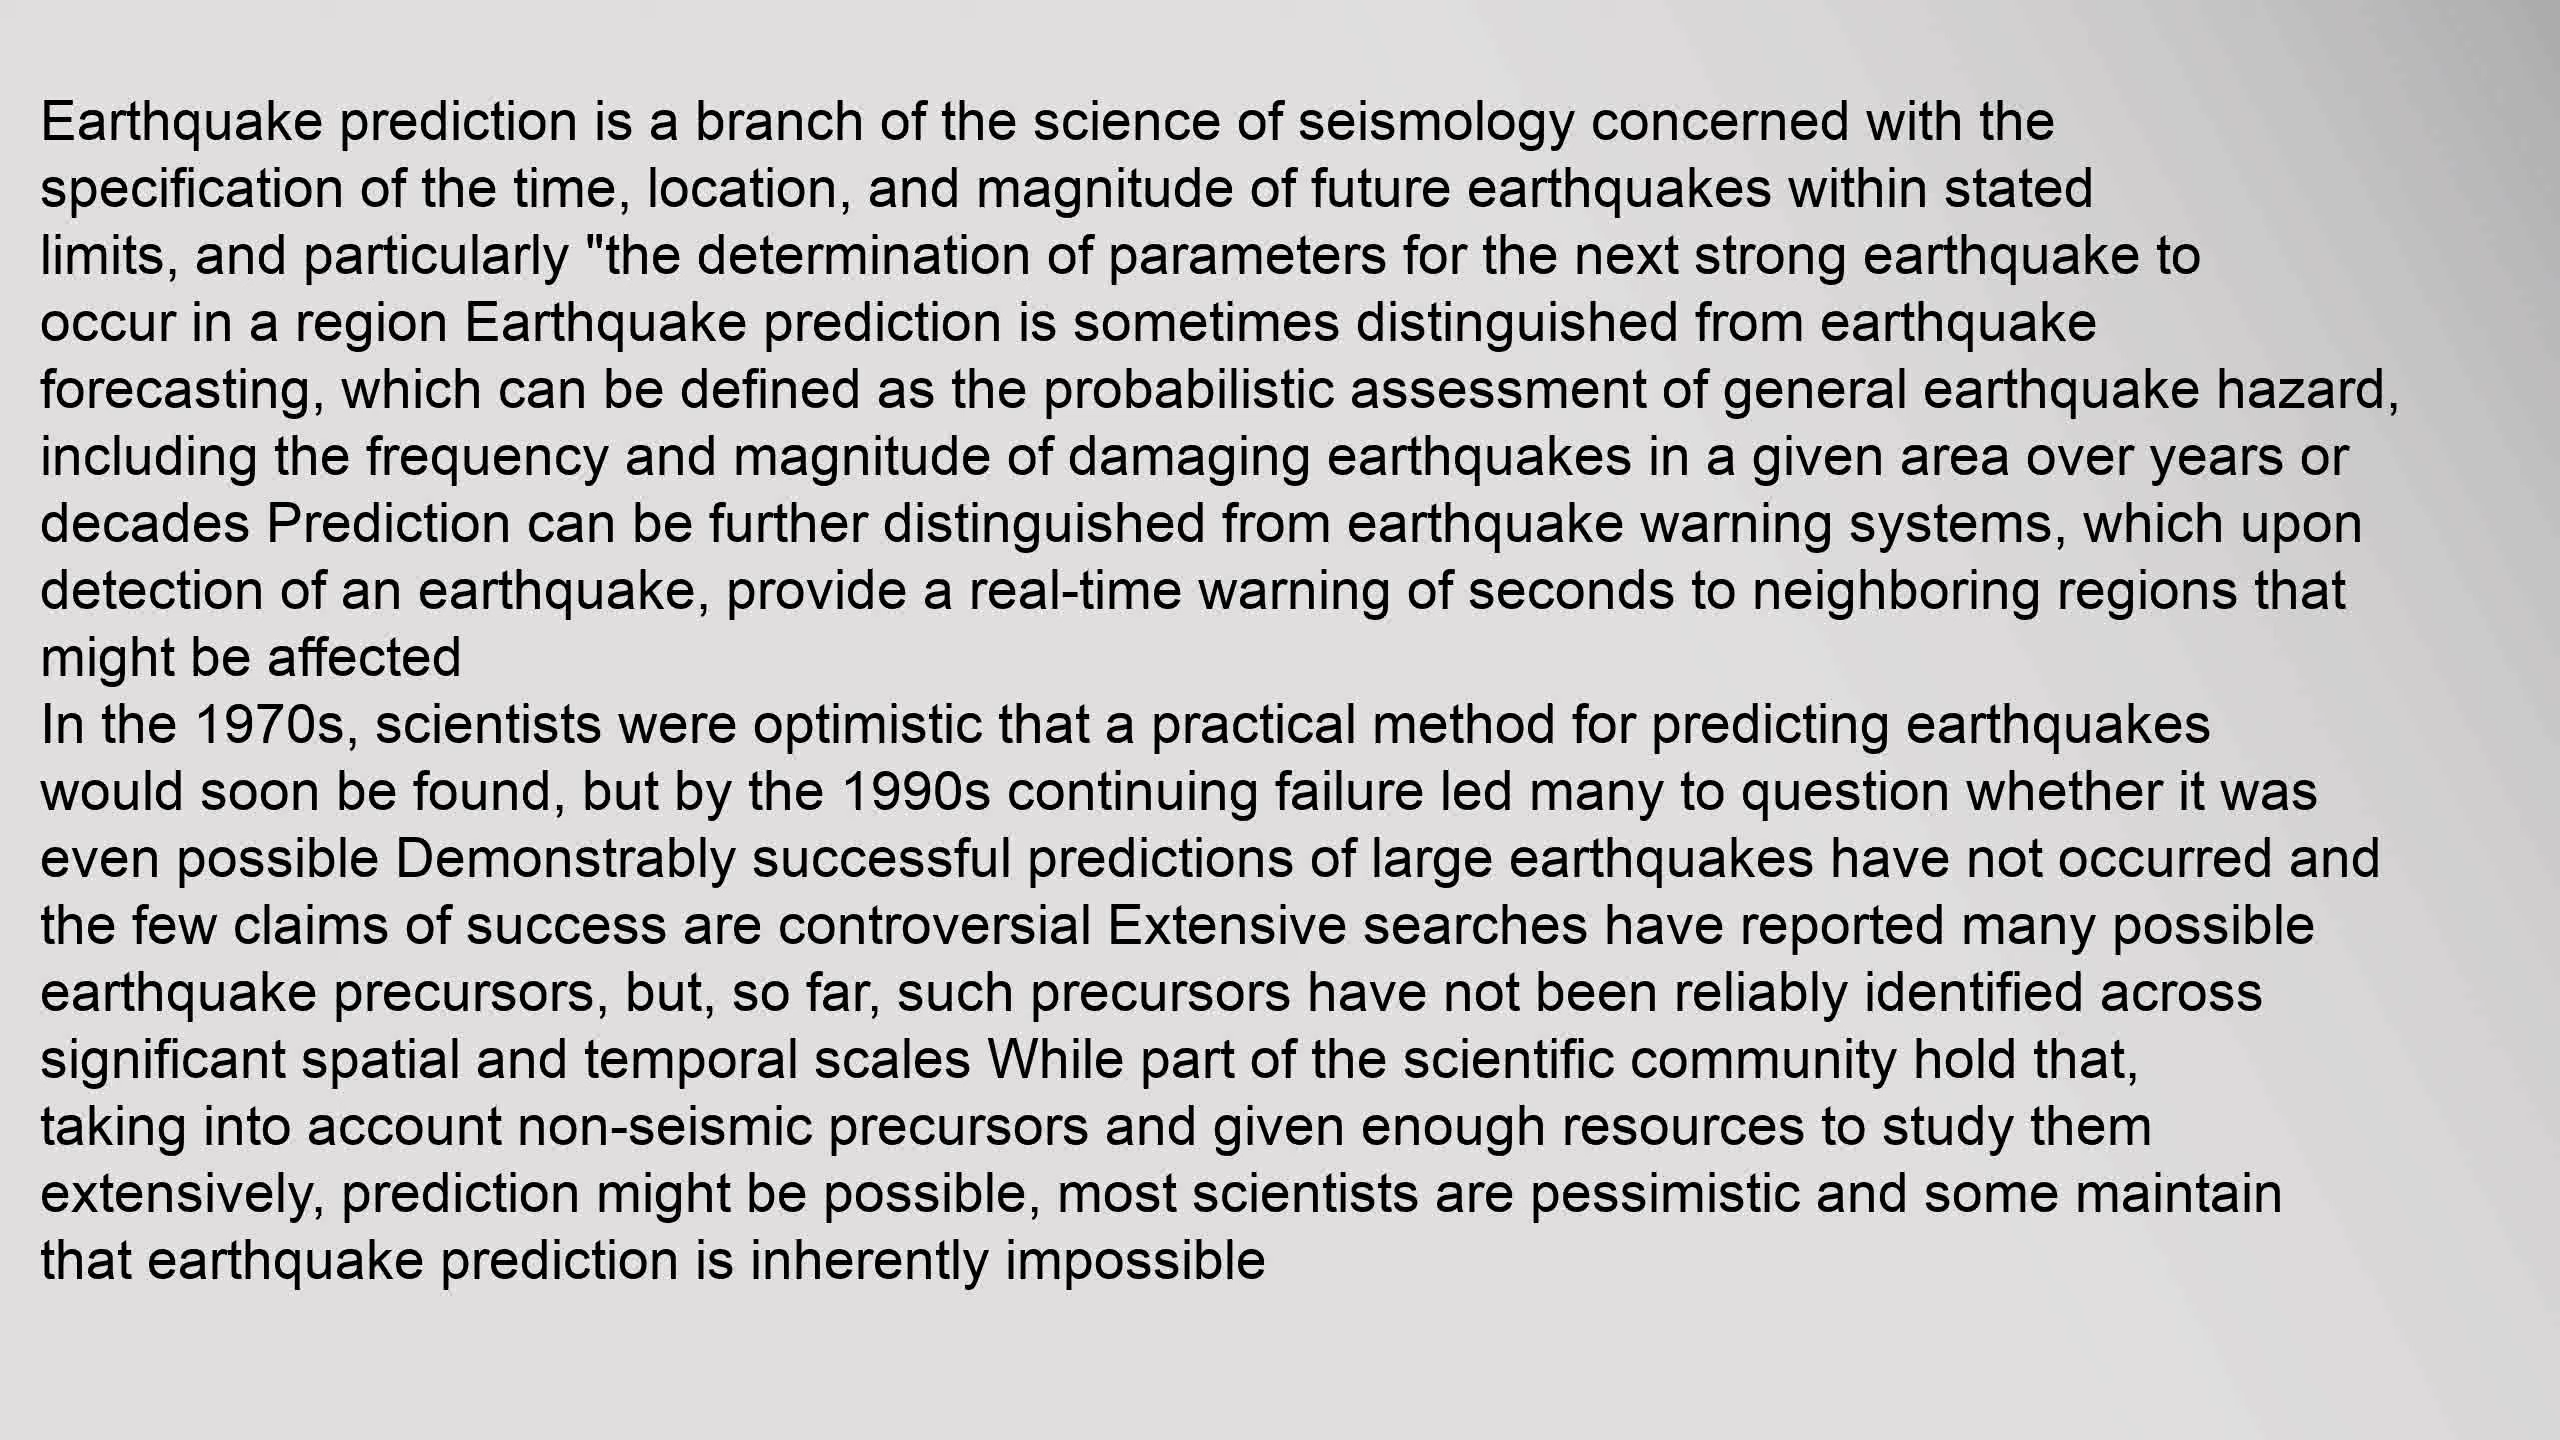 Earthquake prediction is a branch of the science of seismology concerned with the
specification of the time, location, and magnitude of future earthquakes within stated
limits, and particularly "the determination of parameters for the next strong earthquake to
occur in a region Earthquake prediction is sometimes distinguished from earthquake
forecasting, which can be defined as the probabilistic assessment of general earthquake hazard,
including the frequency and magnitude of damaging earthquakes in a given area over years or
decades Prediction can be further distinguished from earthquake warning systems, which upon
detection of an earthquake, provide a real-time warning of seconds to neighboring regions that
might be affected
In the 1970s, scientists were optimistic that a practical method for predicting earthquakes
would soon be found, but by the 1990s continuing failure led many to question whether it was
even possible Demonstrably successful predictions of large earthquakes have not occurred and
the few claims of success are controversial Extensive searches have reported many possible
earthquake precursors, but, so far, such precursors have not been reliably identified across
significant spatial and temporal scales While part of the scientific community hold that,
taking into account non-seismic precursors and given enough resources to study them
extensively, prediction might be possible, most scientists are pessimistic and some maintain
that earthquake prediction is inherently impossible